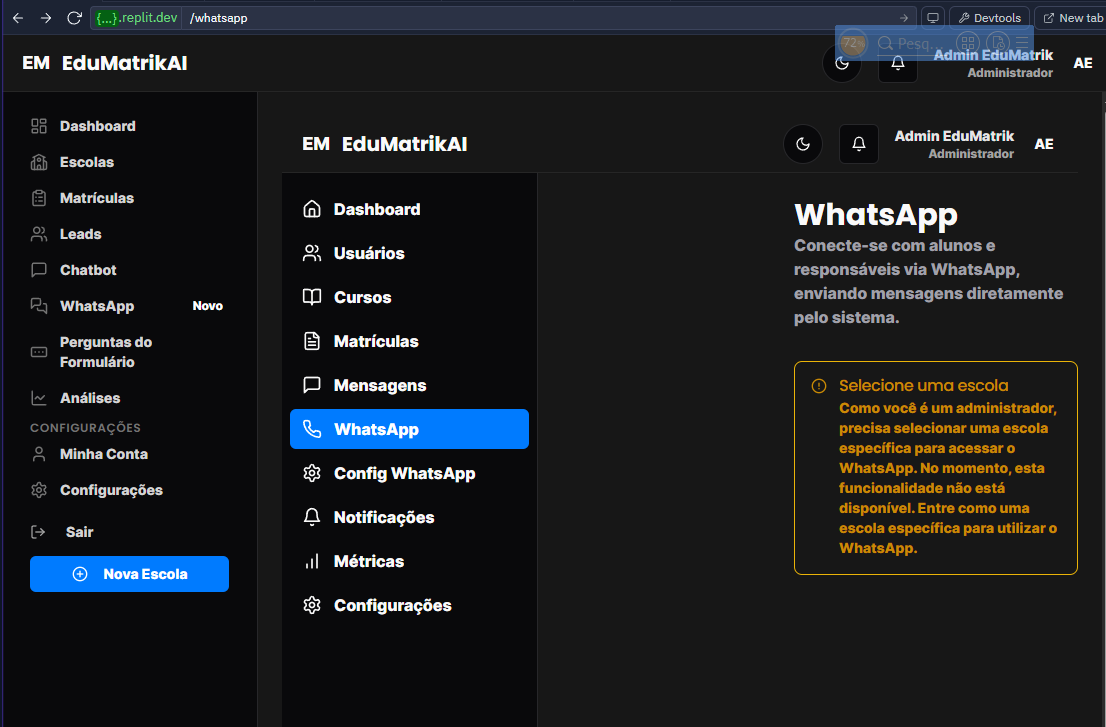 {...}.replit.dev /whatsapp
Devtools
New tab
72%
Pesq...
EM EduMatrikAI
Admin EduMatrik
Administrador
AE
Dashboard
Escolas
Matrículas
Leads
Chatbot
WhatsApp Novo
Perguntas do
Formulário
Análises
CONFIGURAÇÕES
Minha Conta
Configurações
Sair
Nova Escola
EM EduMatrikAI
Admin EduMatrik
Administrador
AE
Dashboard
Usuários
Cursos
Matrículas
Mensagens
WhatsApp
Config WhatsApp
Notificações
Métricas
Configurações
WhatsApp
Conecte-se com alunos e
responsáveis via WhatsApp,
enviando mensagens diretamente
pelo sistema.
Selecione uma escola
Como você é um administrador,
precisa selecionar uma escola
específica para acessar o
WhatsApp. No momento, esta
funcionalidade não está
disponível. Entre como uma
escola específica para utilizar o
WhatsApp.